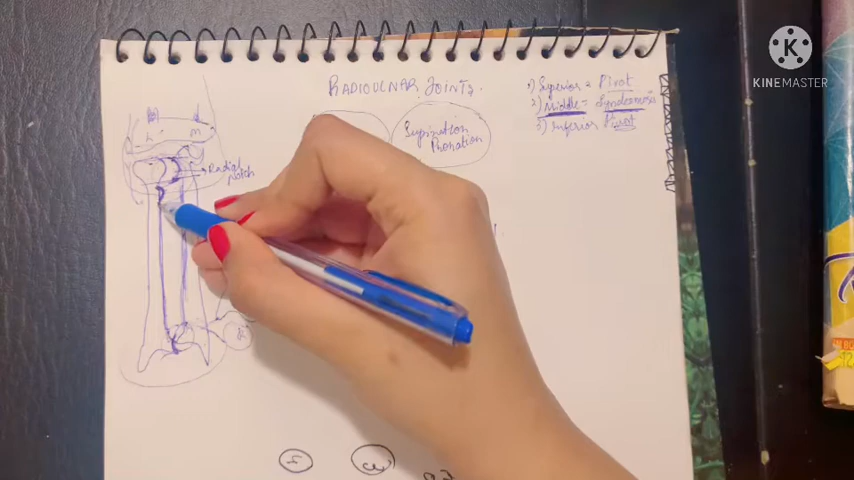 RADIOULNAR JOINTS.
1) Superior = Pivot
2) Middle = Syndesmosis
3) Inferior Pivot
Supination
Pronation
L
M
Radial
notch
KINEMASTER